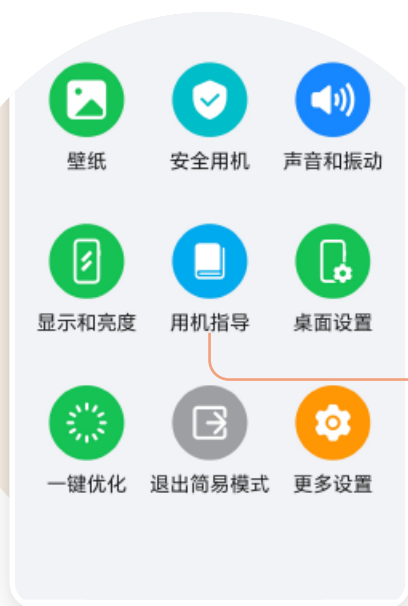 壁纸
安全用机
声音和振动
显示和亮度
用机指导
桌面设置
一键优化
退出简易模式
更多设置